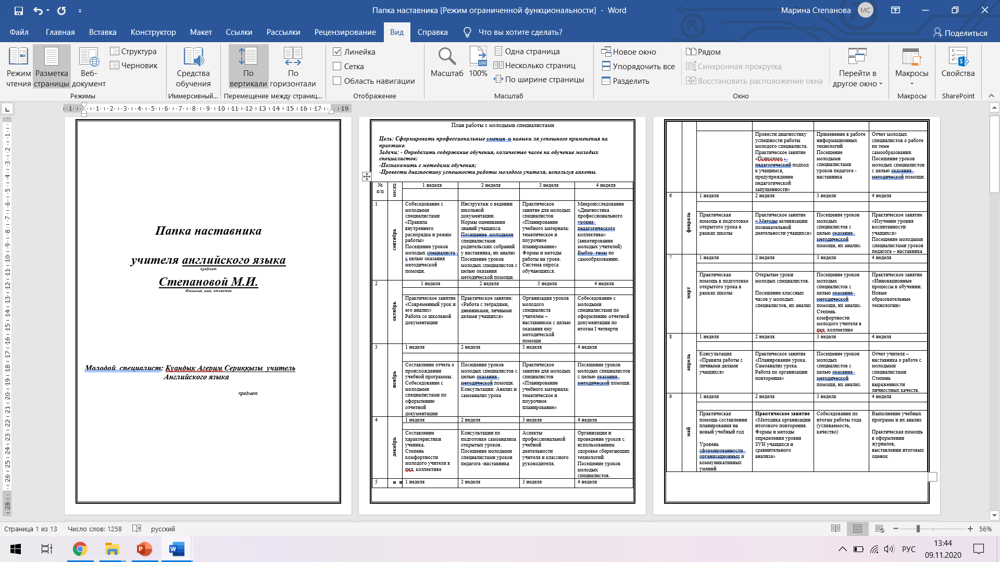 Папка наставника [Режим ограниченной функциональности] - Word
Марина Степанова
МС
Файл
Главная
Вставка
Конструктор
Макет
Ссылки
Рассылки
Рецензирование
Вид
Справка
Что вы хотите сделать?
Поделиться
Режим чтения
Разметка страницы
Веб-документ
Структура
Черновик
Средства обучения
По вертикали
По горизонтали
Линейка
Сетка
Область навигации
Масштаб
100%
Одна страница
Несколько страниц
По ширине страницы
Новое окно
Упорядочить все
Разделить
Рядом
Синхронная прокрутка
Восстановить расположение окна
Перейти в другое окно
Макросы
Свойства
Режимы
Иммерсивный...
Перемещение между страниц...
Отображение
Масштаб
Окно
Макросы
SharePoint
Папка наставника
учителя английского языка
предмет
Степановой М.И.
Фамилия, имя, отчество
Молодой специалист: Куандык Агерим Сериққызы учитель
Английского языка
предмет
План работы с молодыми специалистами
Цель: Сформировать профессиональные умения и навыки ля успешного применения на
практике.
Задачи: - Определить содержание обучения, количество часов на обучение молодых
специалистов;
-Познакомить с методами обучения;
-Провести диагностику успешности работы молодого учителя, используя анкеты.
№ п/п
месяц
1 неделя
2 неделя
3 неделя
4 неделя
1
сентябрь
Собеседование с молодыми специалистами «Правила внутреннего распорядка и режим работы»
Посещение уроков молодых специалиста с целью оказания методической помощи.
Инструктаж о ведении школьной документации.
Нормы оценивания знаний учащихся.
Посещение молодыми специалистами родительских собраний у наставника, их анализ
Посещение уроков молодых специалистов с целью оказания методической помощи.
Практическое занятие для молодых специалистов «Планирование учебного материала: тематическое и поурочное планирование»
Формы и методы работы на уроке.
Система опроса обучающихся.
Микроисследование «Диагностика профессионального уровня педагогического коллектива» (анкетирование молодых учителей)
Выбор темы по самообразованию.
2
октябрь
1 неделя
2 неделя
3 неделя
4 неделя
Практическое занятие «Современный урок и его анализ»
Работа со школьной документации
Практическое занятие: «Работа с тетрадями, дневниками, личными делами учащихся»
Организация уроков молодого специалиста учителем – наставником с целью оказания ему методической помощи
Собеседование с молодыми специалистами по оформлению отчетной документации по итогам I четверти
3
ноябрь
1 неделя
2 неделя
3 неделя
4 неделя
Составление отчета о происхождении учебной программы.
Собеседование с молодыми специалистами по оформлению отчетной документации
Посещение уроков молодых специалистов с целью оказания методической помощи.
Консультация: Анализ и самоанализ урока
Практическое занятие для молодых специалистов «Планирование учебного материала: тематическое и поурочное планирование»
Посещение уроков молодых специалистов с целью оказания методической помощи.
4
декабрь
1 неделя
2 неделя
3 неделя
4 неделя
Составление характеристики ученика.
Степень комфортности молодого учителя в пед. коллективе
Консультации по подготовке самоанализа открытых уроков.
Посещение молодыми специалистами уроков педагога -наставника
Аспекты профессиональной учебной деятельности учителя и классного руководителя.
Организация и проведение уроков с использованием здоровье сберегающих технологий
Посещение уроков молодых специалистов.
5
я н
1 неделя
2 неделя
3 неделя
4 неделя
Провести диагностику успешности работы молодого специалиста.
Практическое занятие «Психолого - педагогический подход к учащимся, предупреждение педагогической запущенности»
Применение в работе информационных технологий
Посещение молодыми специалистами уроков педагога - наставника
Отчет молодых специалистов о работе по теме самообразования.
Посещение уроков молодых специалистов с целью оказания методической помощи.
6
февраль
1 неделя
2 неделя
3 неделя
4 неделя
Практическая помощь в подготовке открытого урока в рамках школы
Практическое занятие « Методы активизации познавательной деятельности учащихся»
Посещение уроков молодых специалистов с целью оказания методической помощи, их анализ.
Практическое занятие «Изучение уровня воспитанности учащихся»
Посещение молодыми специалистами уроков педагога – наставника
7
март
1 неделя
2 неделя
3 неделя
4 неделя
Практическая помощь в подготовке открытого урока в рамках школы
Открытые уроки молодых специалистов.
Посещение классных часов у молодых специалистов, их анализ
Посещение уроков молодых специалистов с целью оказания методической помощи, их анализ.
Степень комфортности молодого учителя в пед. коллективе
Практическое занятие «Инновационные процессы в обучении. Новые образовательные технологии»
8
апрель
1 неделя
2 неделя
3 неделя
4 неделя
Консультация «Правила работы с личными делами учащихся»
Практическое занятие «Планирование урока. Самоанализ урока. Работа по организации повторения»
Посещение уроков молодых специалистов с целью оказания методической помощи, их анализ.
Отчет учителя – наставника о работе с молодыми специалистами
Степень выраженности личностных качеств.
9
май
1 неделя
2 неделя
3 неделя
4 неделя
Практическая помощь составлении планирования на новый учебный год
Уровень сформированности организационных и коммуникативных умений
Практическое занятие «Методика организации итогового повторения. Формы и методы определения уровня ЗУН учащихся и сравнительного анализа»
Собеседование по итогам работы года (успеваемость, качество)
Выполнение учебных программ и их анализ
Практическая помощь в оформлении журналов, выставлении итоговых оценок
Страница 1 из 13
Число слов: 1258
русский
56%
РУС
13:44
09.11.2020